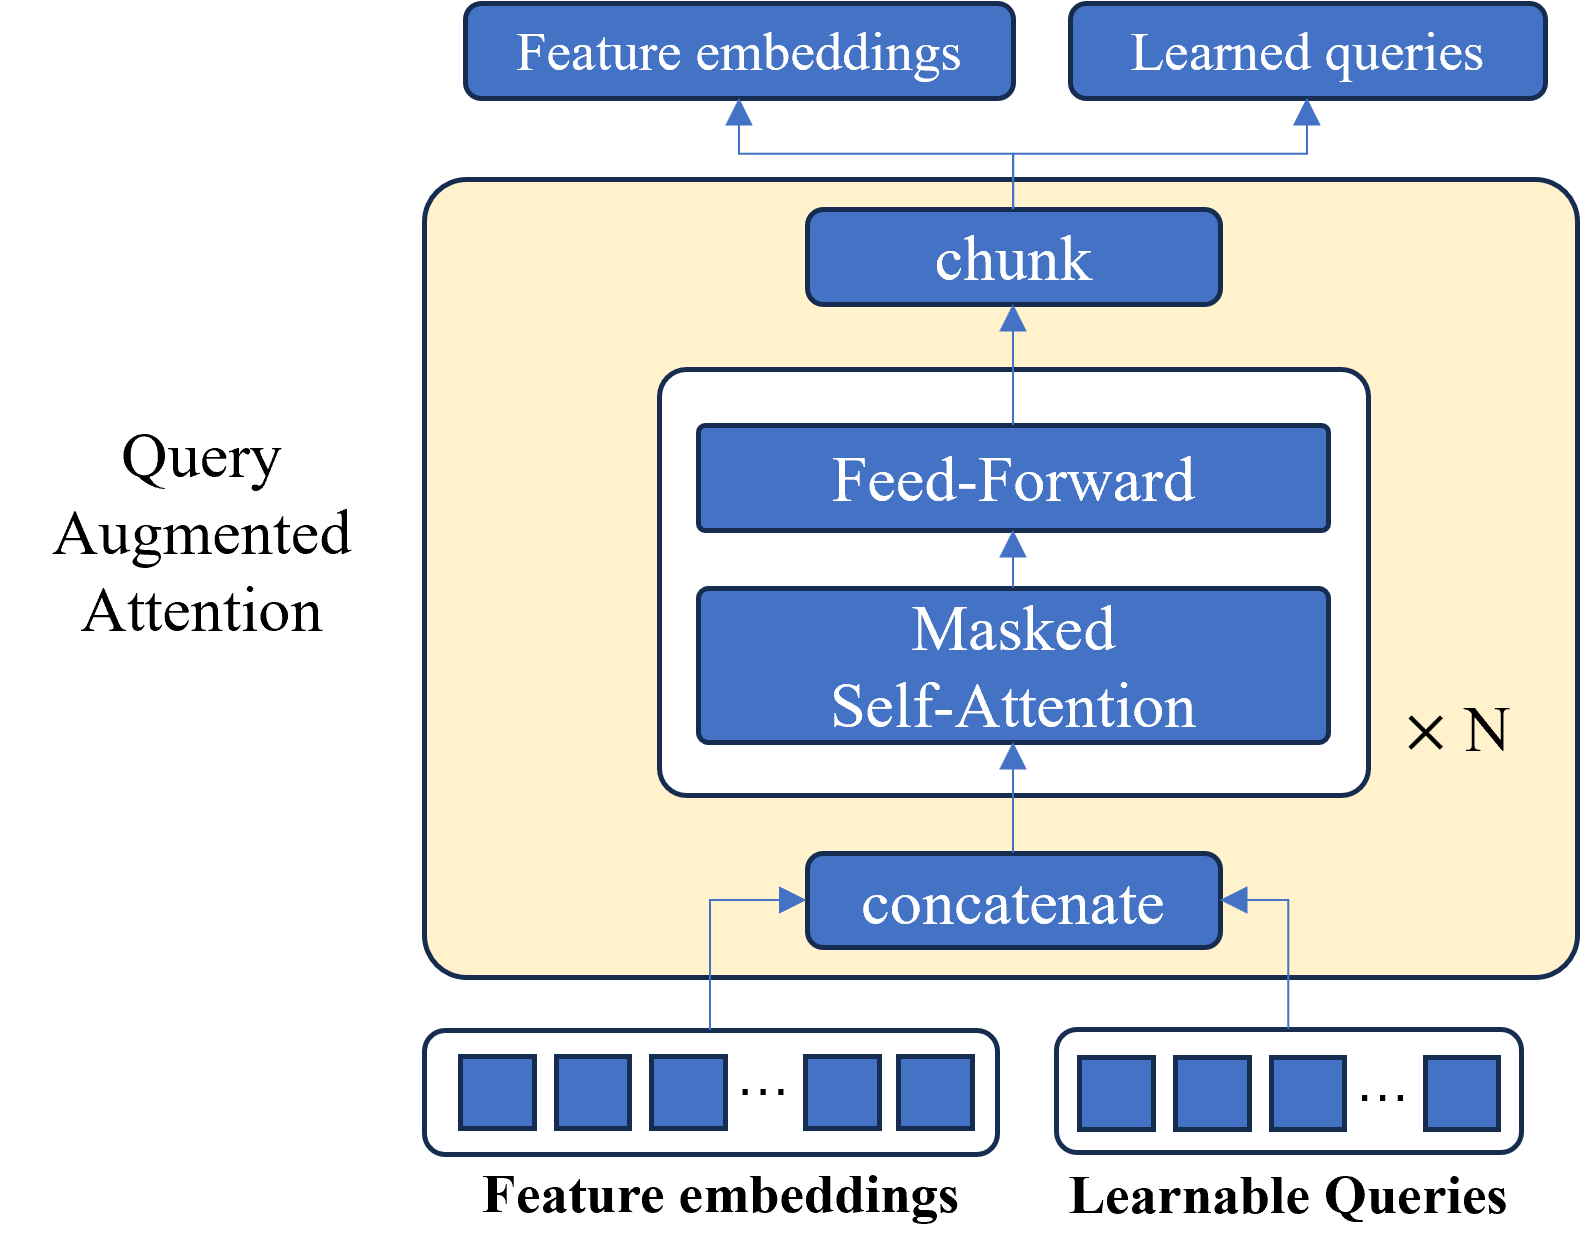 Feature embeddings
Learned queries
chunk
Query
Augmented
Attention
Feed-Forward
Masked
Self-Attention
× N
concatenate
...
...
Feature embeddings
Learnable Queries